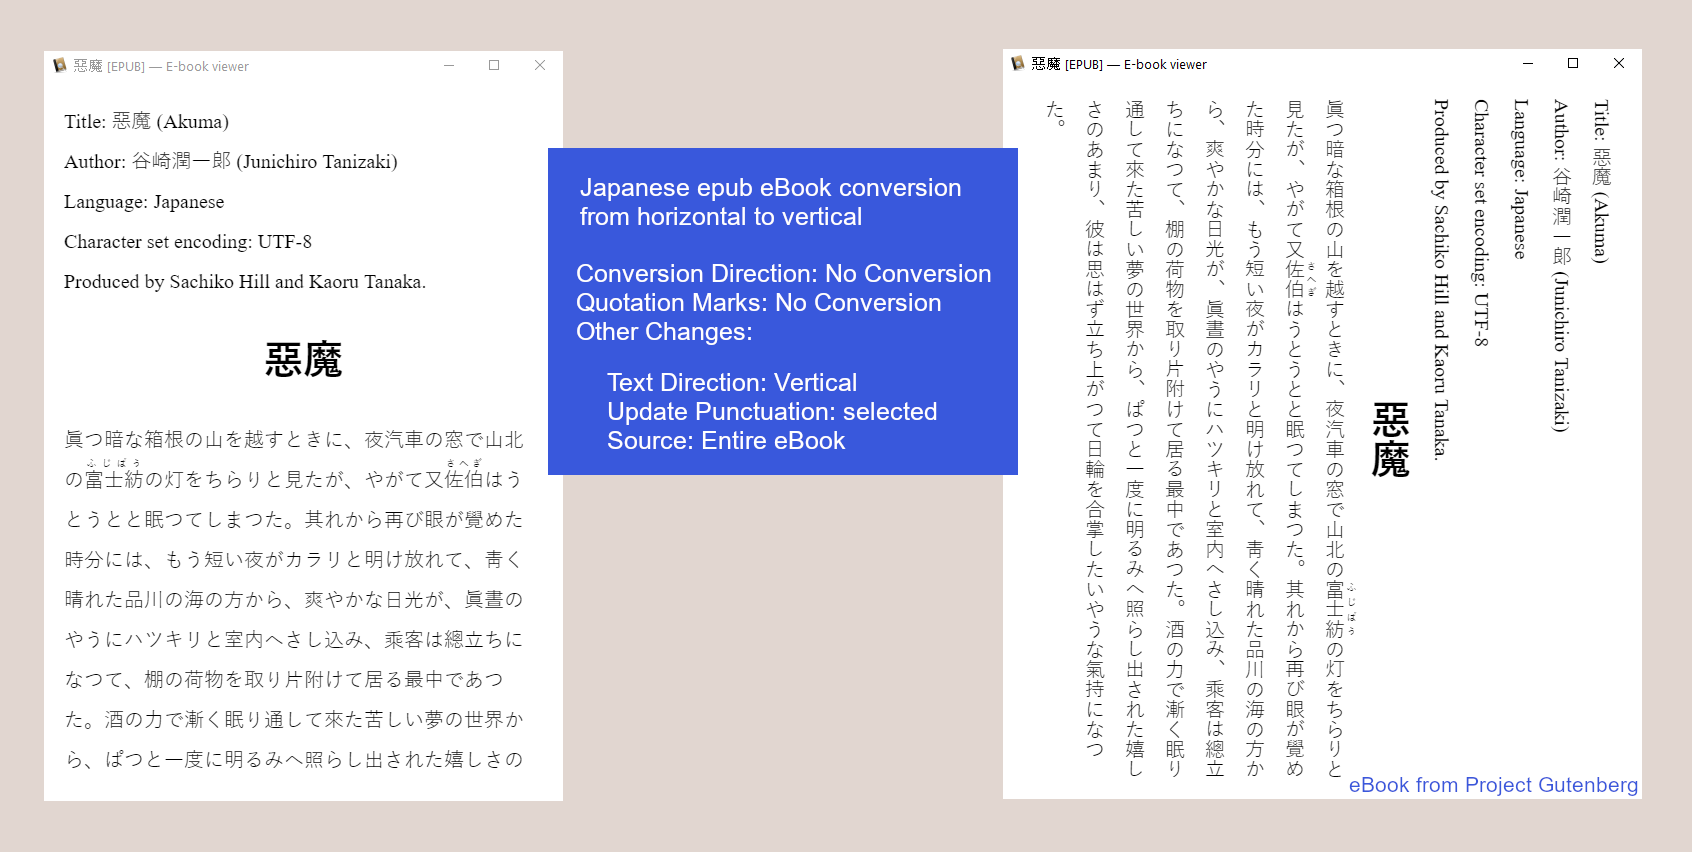 惡魔 [EPUB] — E-book viewer
Title: 惡魔 (Akuma)
Author: 谷崎潤一郎 (Junichiro Tanizaki)
Language: Japanese
Character set encoding: UTF-8
Produced by Sachiko Hill and Kaoru Tanaka.
惡魔
眞つ暗な箱根の山を越すときに、夜汽車の窓で山北
ふじぼう さへぎ
の富士紡の灯をちらりと見たが、やがて又佐伯はう
とうとと眠つてしまつた。其れから再び眼が覺めた
時分には、もう短い夜がカラリと明け放れて、靑く
晴れた品川の海の方から、爽やかな日光が、眞晝の
やうにハツキリと室内へさし込み、乘客は總立ちに
なつて、棚の荷物を取り片附けて居る最中であつ
た。酒の力で漸く眠り通して來た苦しい夢の世界か
ら、ぱつと一度に明るみへ照らし出された嬉しさの
Japanese epub eBook conversion
from horizontal to vertical
Conversion Direction: No Conversion
Quotation Marks: No Conversion
Other Changes:
Text Direction: Vertical
Update Punctuation: selected
Source: Entire eBook
惡魔 [EPUB] — E-book viewer
Title: 惡魔 (Akuma)
Author: 谷崎潤一郎 (Junichiro Tanizaki)
Language: Japanese
Character set encoding: UTF-8
Produced by Sachiko Hill and Kaoru Tanaka.
惡魔
ふじぼう
眞つ暗な箱根の山を越すときに、夜汽車の窓で山北の富士紡の灯をちらりと
さへぎ
見たが、やがて又佐伯はうとうとと眠つてしまつた。其れから再び眼が覺め
た時分には、もう短い夜がカラリと明け放れて、靑く晴れた品川の海の方か
ら、爽やかな日光が、眞晝のやうにハツキリと室内へさし込み、乘客は總立
ちになつて、棚の荷物を取り片附けて居る最中であつた。酒の力で漸く眠り
通して來た苦しい夢の世界から、ぱつと一度に明るみへ照らし出された嬉し
さのあまり、彼は思はず立ち上がつて日輪を合掌したいやうな氣持になつ
た。
eBook from Project Gutenberg